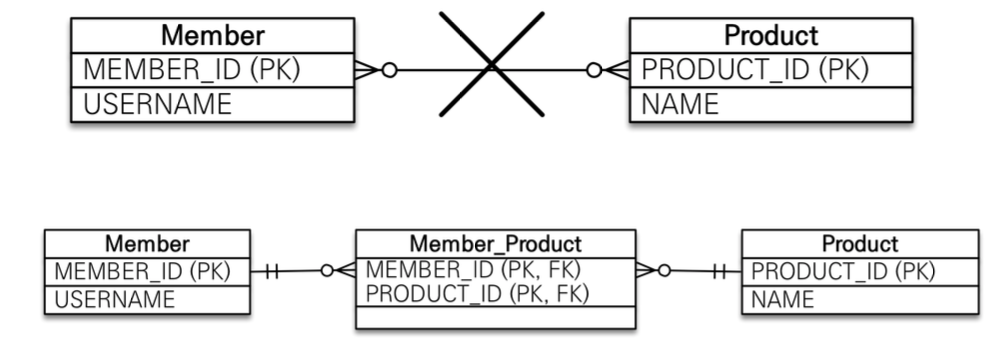 Member
MEMBER_ID (PK)
USERNAME
Product
PRODUCT_ID (PK)
NAME
Member
MEMBER_ID (PK)
USERNAME
Member_Product
MEMBER_ID (PK, FK)
PRODUCT_ID (PK, FK)
Product
PRODUCT_ID (PK)
NAME